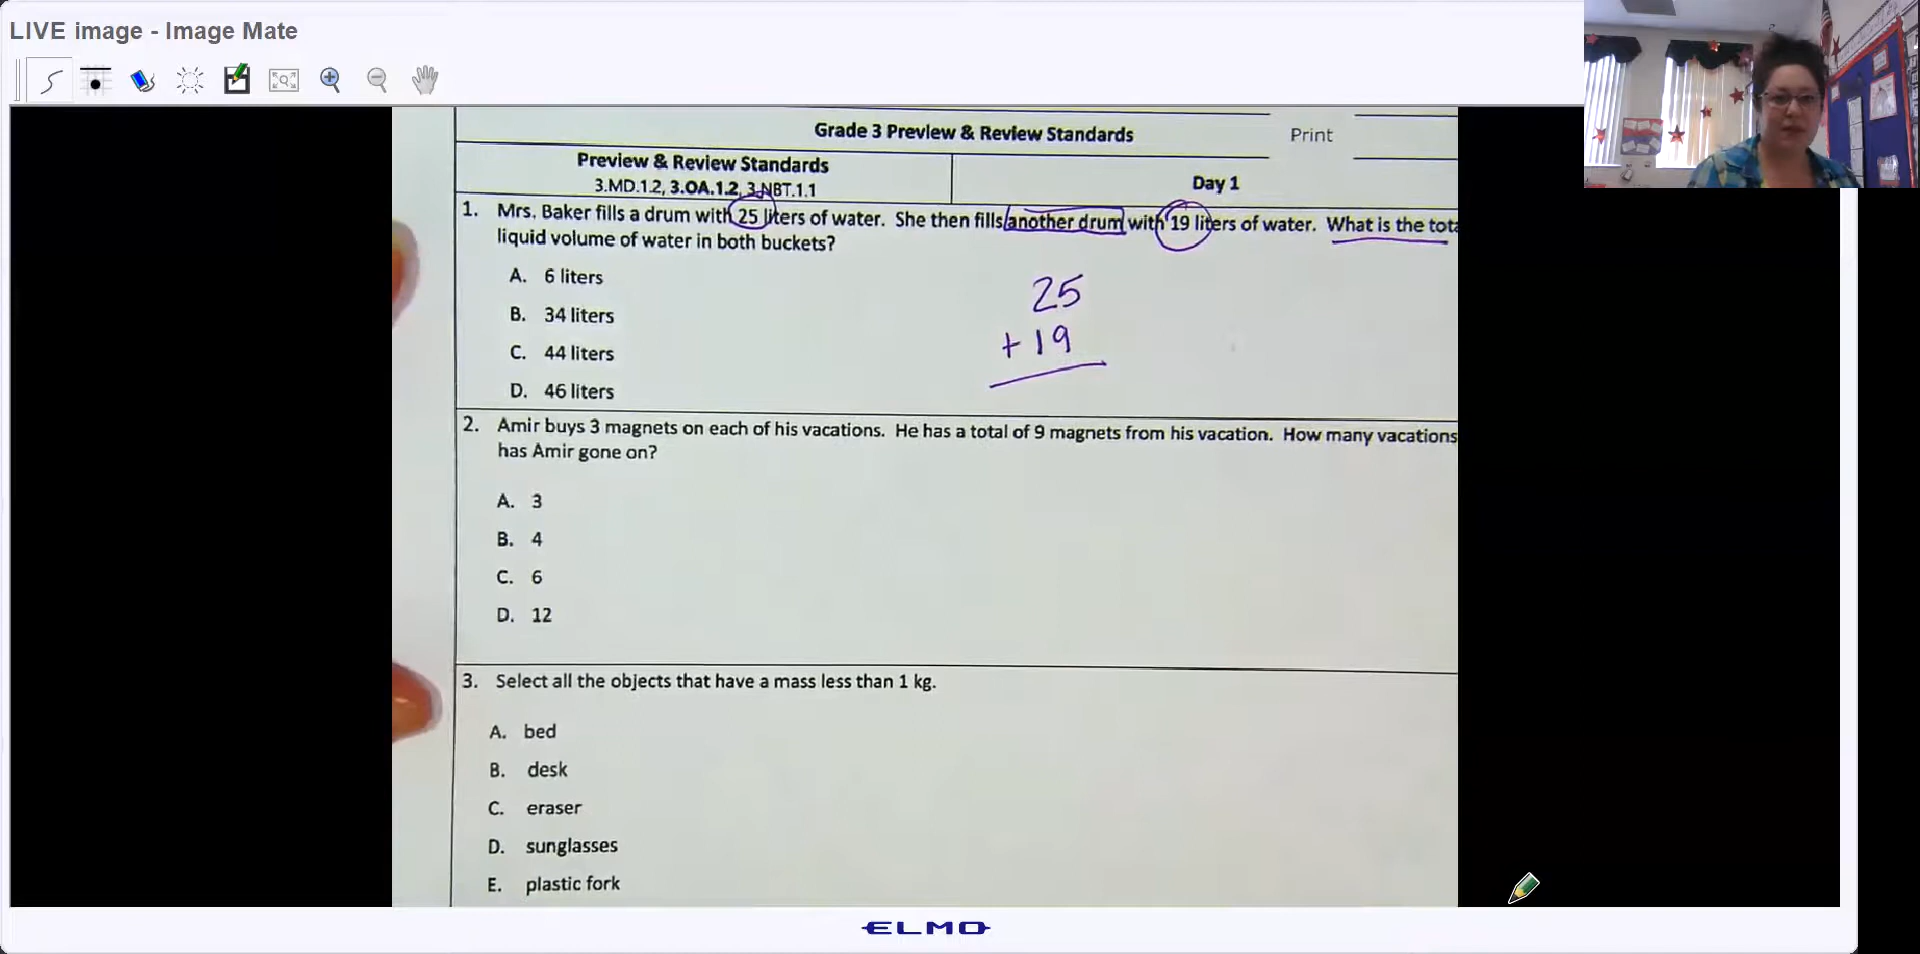 LIVE image - Image Mate
Grade 3 Preview & Review Standards
Print
Preview & Review Standards
3.MD.1.2, 3.OA.1.2, 3.NBT.1.1
Day 1
1. Mrs. Baker fills a drum with 25 liters of water. She then fills another drum with 19 liters of water. What is the tota
liquid volume of water in both buckets?
A. 6 liters
B. 34 liters
C. 44 liters
D. 46 liters
25
+ 19
2. Amir buys 3 magnets on each of his vacations. He has a total of 9 magnets from his vacation. How many vacations
has Amir gone on?
A. 3
B. 4
C. 6
D. 12
3. Select all the objects that have a mass less than 1 kg.
A. bed
B. desk
C. eraser
D. sunglasses
E. plastic fork
ELMO